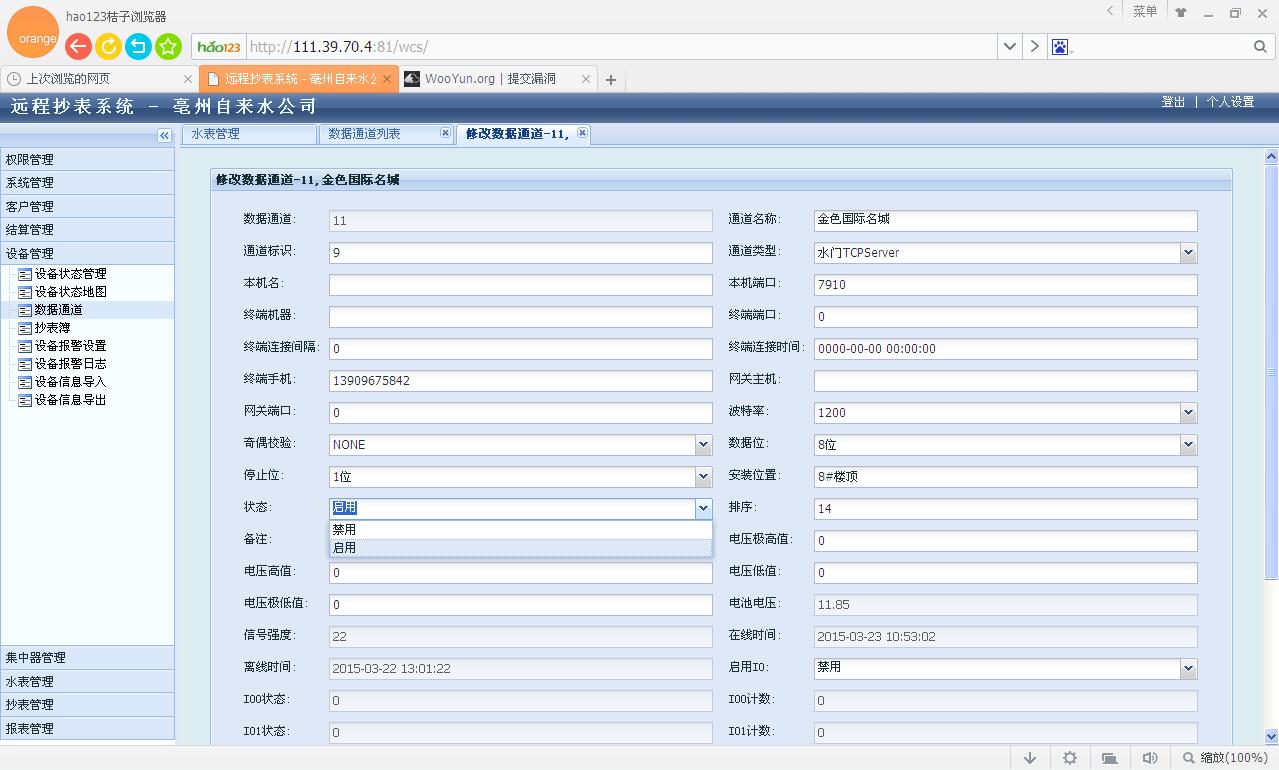 hao123桔子浏览器
菜单
orange
hao123 http://111.39.70.4:81/wcs/
上次浏览的网页
远程抄表系统 - 亳州自来水公
WooYun.org | 提交漏洞
远程抄表系统 - 亳州自来水公司
登出 | 个人设置
水表管理
数据通道列表
修改数据通道-11,
权限管理
系统管理
客户管理
结算管理
设备管理
设备状态管理
设备状态地图
数据通道
抄表簿
设备报警设置
设备报警日志
设备信息导入
设备信息导出
集中器管理
水表管理
抄表管理
报表管理
修改数据通道-11,金色国际名城
数据通道: 11 通道名称: 金色国际名城
通道标识: 9 通道类型: 水门TCPServer
本机名: 本机端口: 7910
终端机器: 终端端口: 0
终端连接间隔: 0 终端连接时间: 0000-00-00 00:00:00
终端手机: 13909675842 网关主机:
网关端口: 0 波特率: 1200
奇偶校验: NONE 数据位: 8位
停止位: 1位 安装位置: 8#楼顶
状态: 启用 排序: 14
禁用
启用
备注: 电压极高值: 0
电压高值: 0 电压低值: 0
电压极低值: 0 电池电压: 11.85
信号强度: 22 在线时间: 2015-03-23 10:53:02
离线时间: 2015-03-22 13:01:22 启用IO: 禁用
IO0状态: 0 IO0计数: 0
IO1状态: 0 IO1计数: 0
缩放(100%)